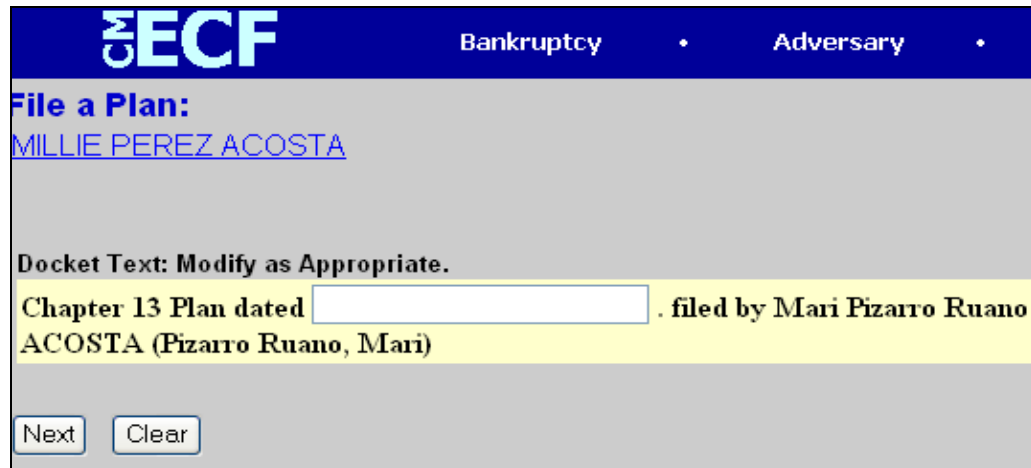 CM ECF Bankruptcy • Adversary •
File a Plan:
MILLIE PEREZ ACOSTA
Docket Text: Modify as Appropriate.
Chapter 13 Plan dated . filed by Mari Pizarro Ruano
ACOSTA (Pizarro Ruano, Mari)
Next Clear